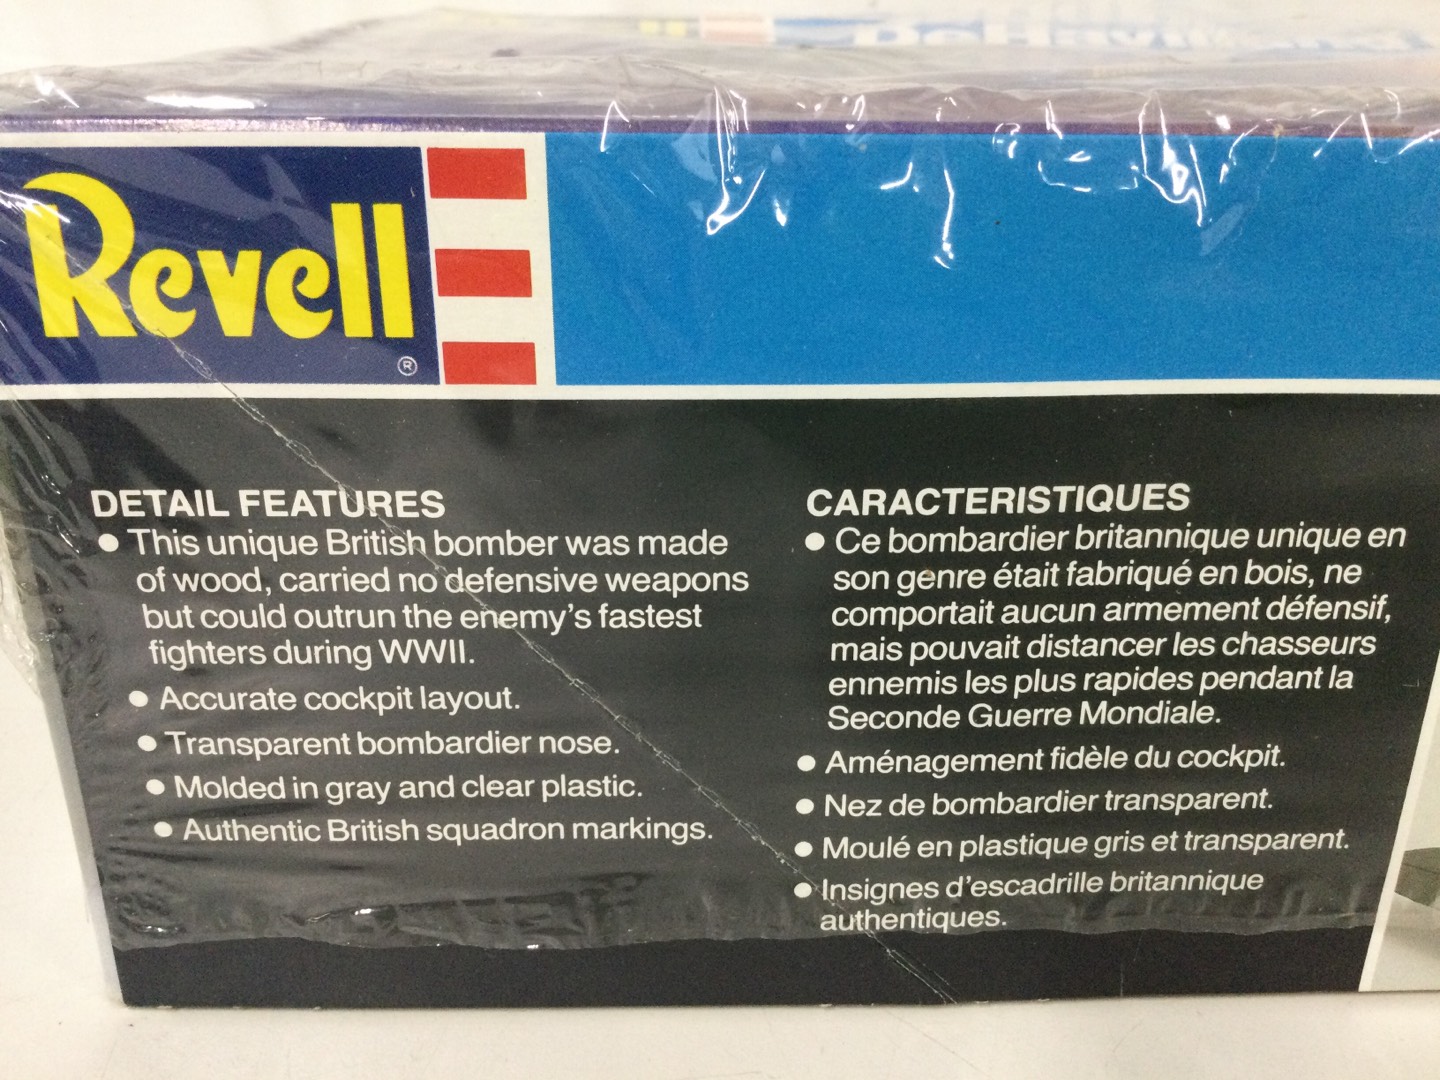 Revell
®
DETAIL FEATURES
● This unique British bomber was made
of wood, carried no defensive weapons
but could outrun the enemy's fastest
fighters during WWII.
● Accurate cockpit layout.
● Transparent bombardier nose.
● Molded in gray and clear plastic.
● Authentic British squadron markings.
CARACTERISTIQUES
● Ce bombardier britannique unique en
son genre était fabriqué en bois, ne
comportait aucun armement défensif,
mais pouvait distancer les chasseurs
ennemis les plus rapides pendant la
Seconde Guerre Mondiale.
● Aménagement fidèle du cockpit.
● Nez de bombardier transparent.
● Moulé en plastique gris et transparent.
● Insignes d'escadrille britannique
authentiques.